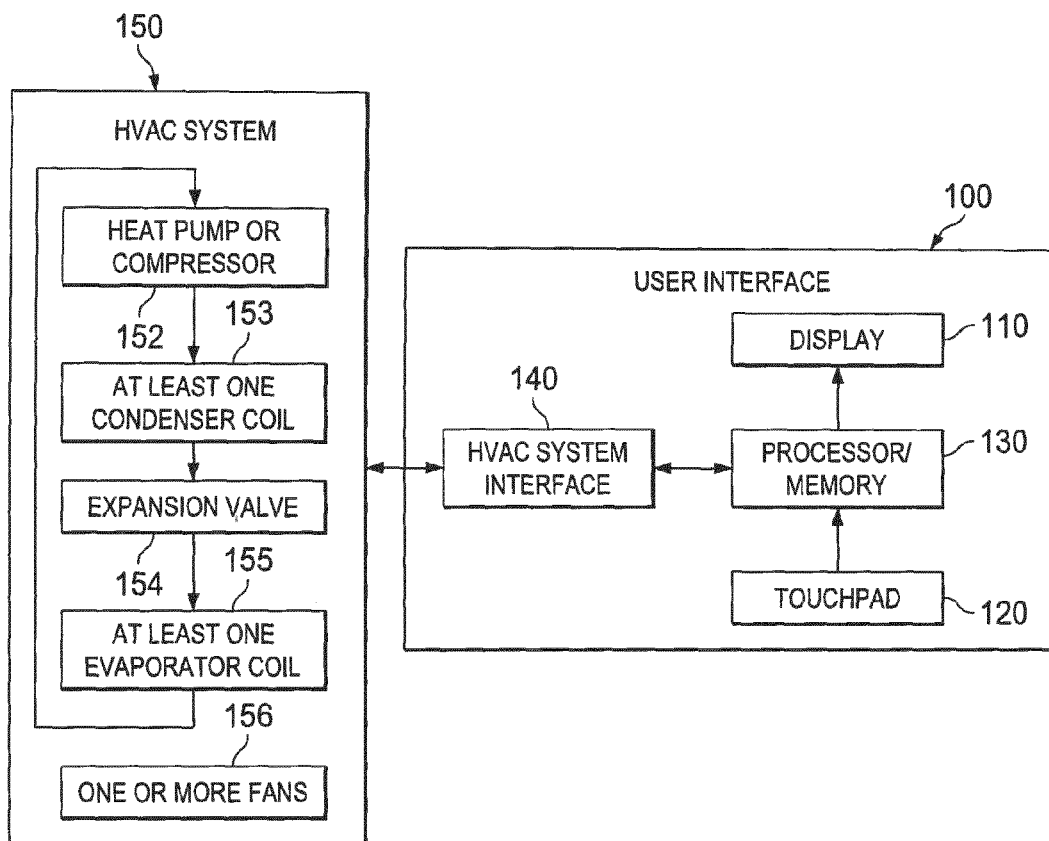 150
HVAC SYSTEM
HEAT PUMP OR
COMPRESSOR
152
153
AT LEAST ONE
CONDENSER COIL
EXPANSION VALVE
154
155
AT LEAST ONE
EVAPORATOR COIL
156
ONE OR MORE FANS
100
USER INTERFACE
DISPLAY
110
140
HVAC SYSTEM
INTERFACE
PROCESSOR/
MEMORY
130
TOUCHPAD
120